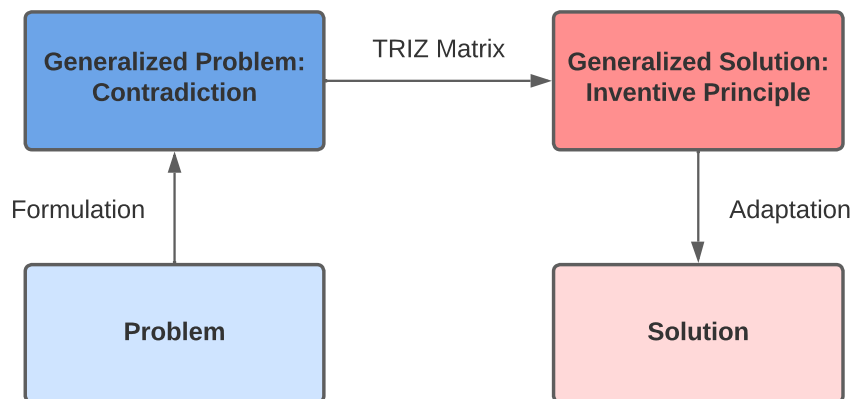 Generalized Problem:
Contradiction
TRIZ Matrix
Generalized Solution:
Inventive Principle
Formulation
Adaptation
Problem
Solution